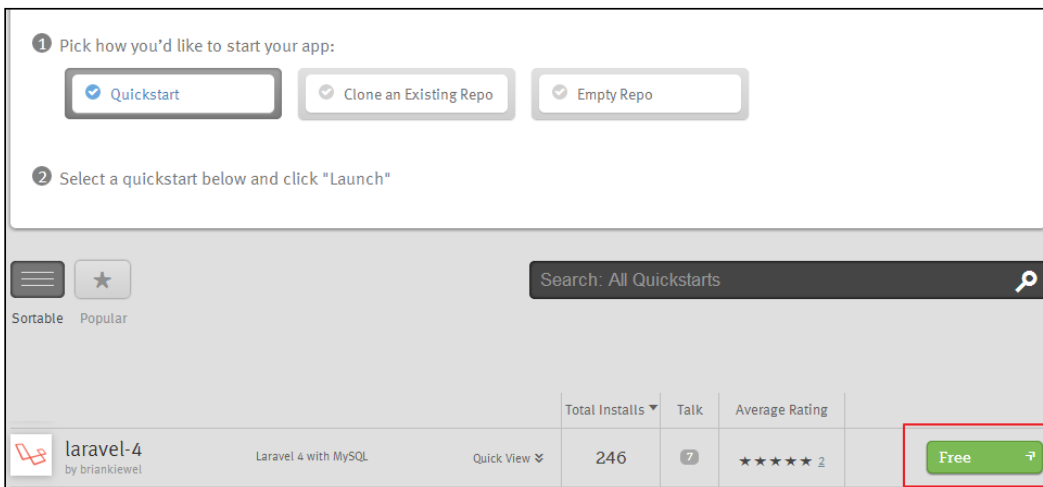 1 Pick how you'd like to start your app:
Quickstart Clone an Existing Repo Empty Repo
2 Select a quickstart below and click "Launch"
Search: All Quickstarts
Sortable Popular
Total Installs Talk Average Rating
laravel-4 Laravel 4 with MySQL Quick View 246 7 ★★★★★ 2 Free
by briankiewel